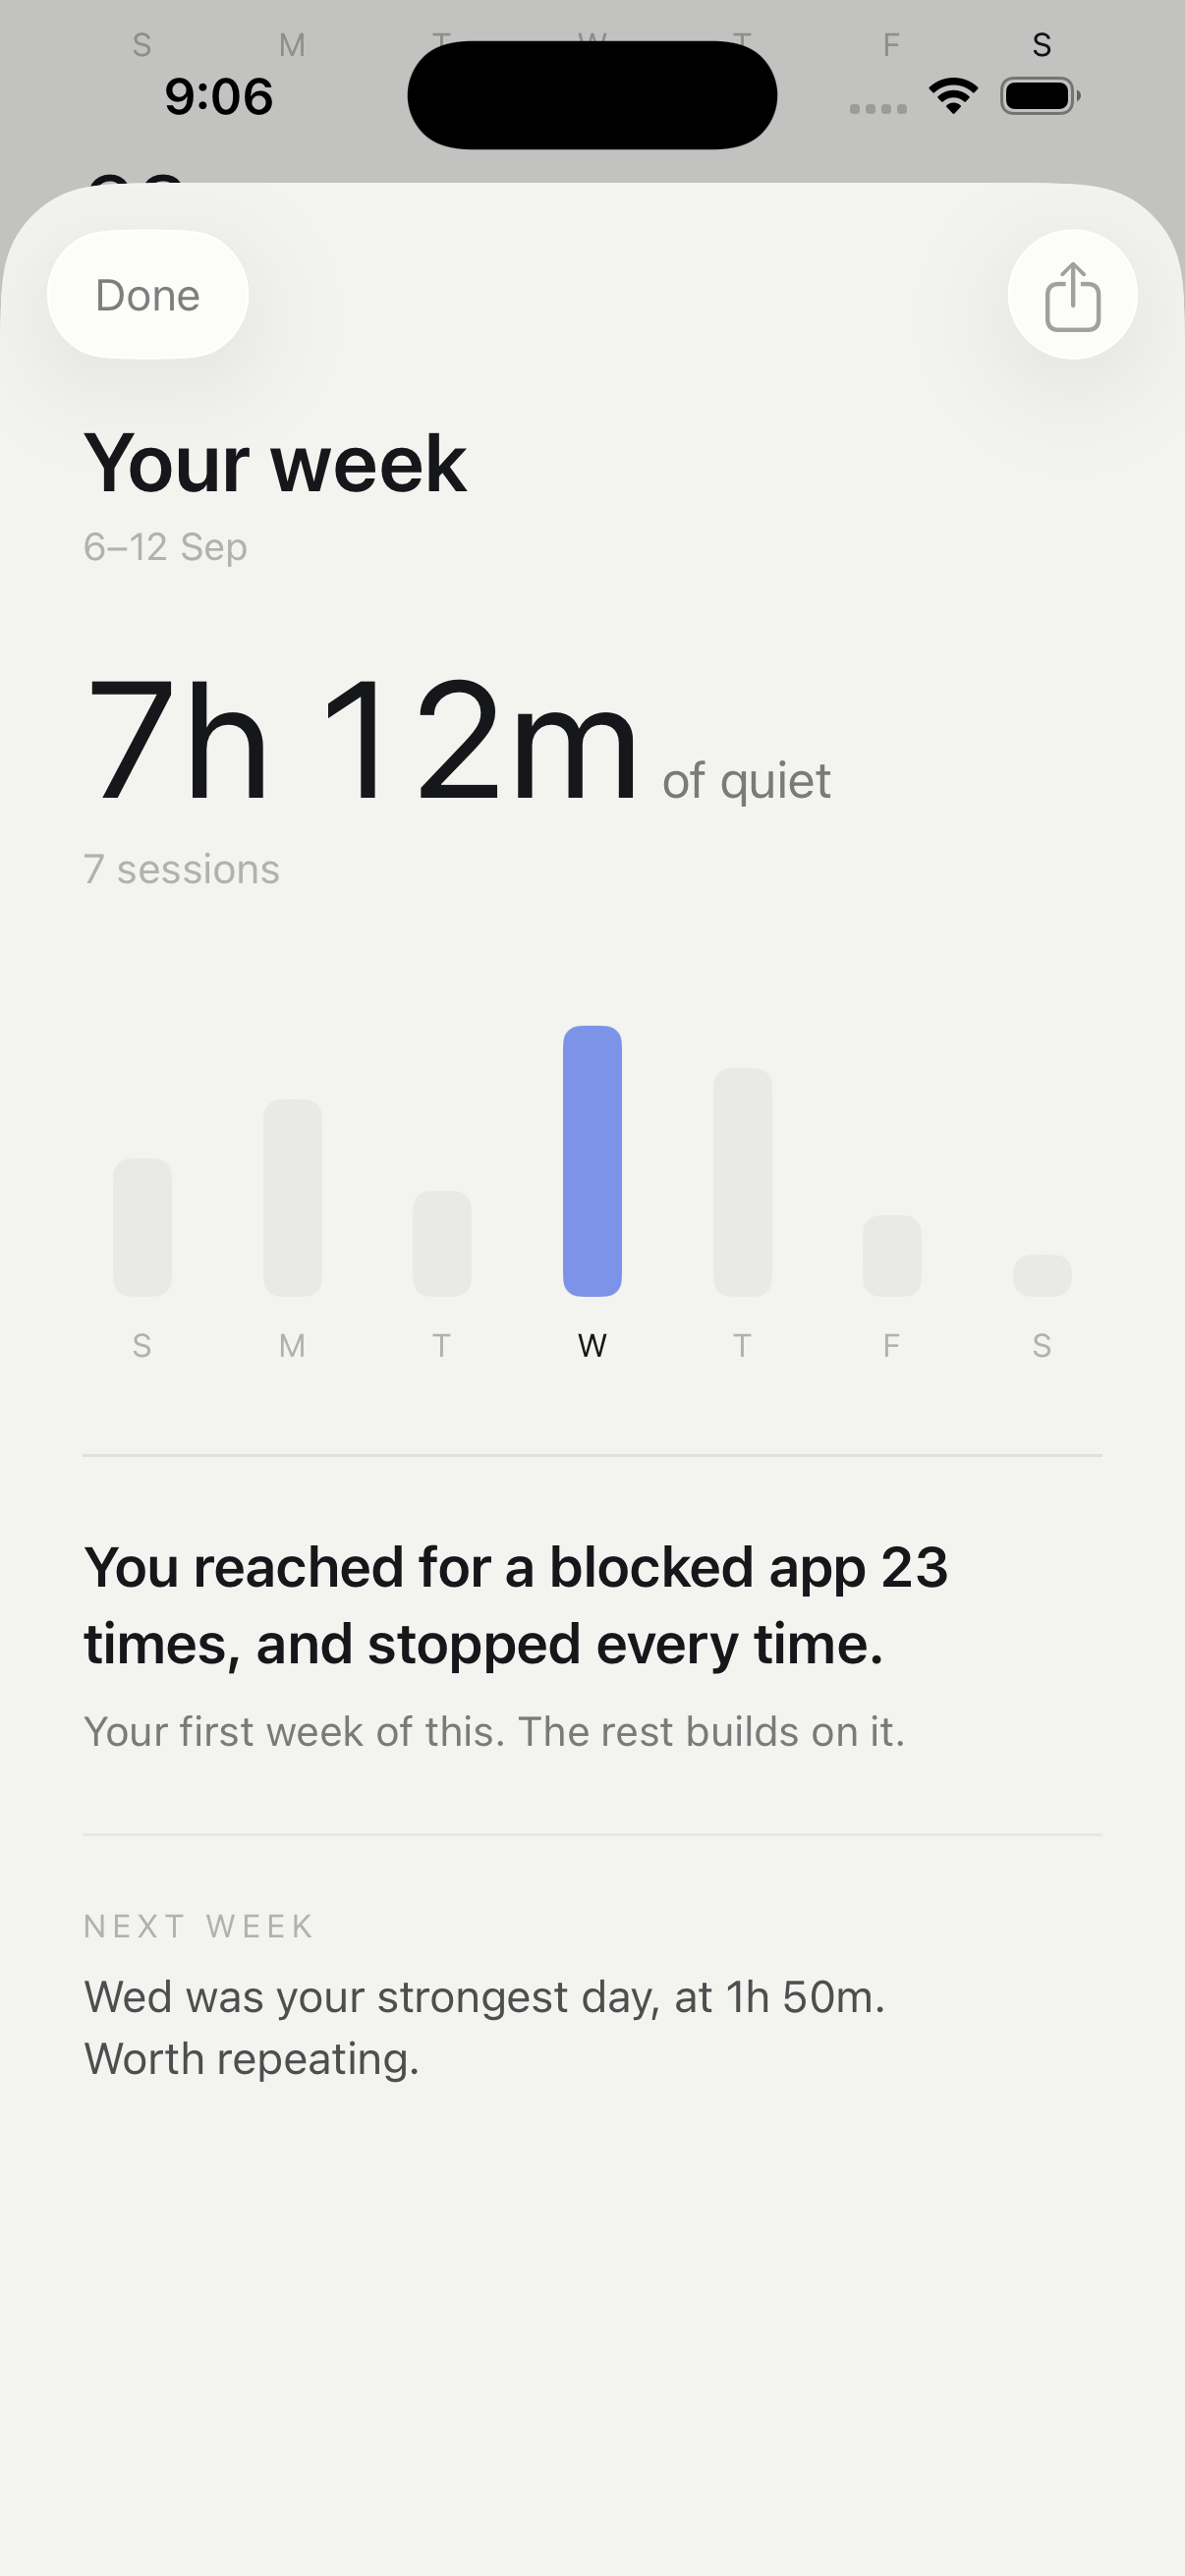 S M T W T F S
9:06
Done
Your week
6–12 Sep
7h 12m of quiet
7 sessions
S M T W T F S
You reached for a blocked app 23
times, and stopped every time.
Your first week of this. The rest builds on it.
NEXT WEEK
Wed was your strongest day, at 1h 50m.
Worth repeating.